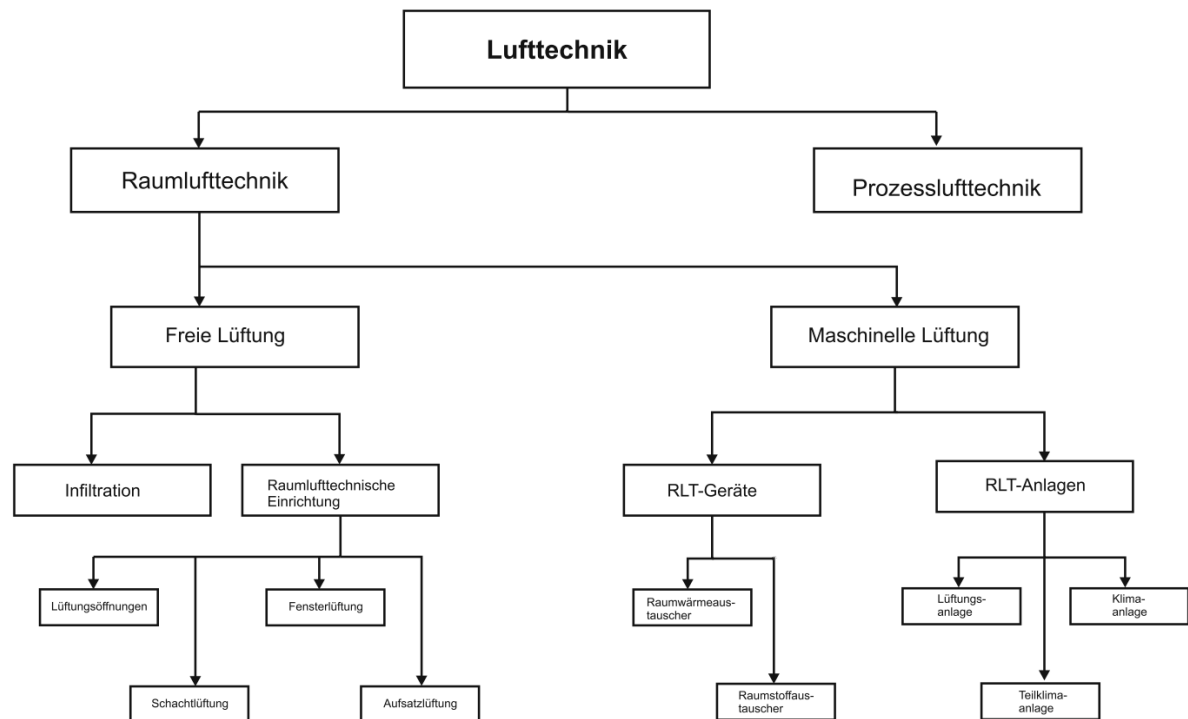 Lufttechnik
Raumlufttechnik
Prozesslufttechnik
Freie Lüftung
Maschinelle Lüftung
Infiltration
Raumlufttechnische
Einrichtung
RLT-Geräte
RLT-Anlagen
Lüftungsöffnungen
Fensterlüftung
Raumwärmeaus-
tauscher
Lüftungs-
anlage
Klima-
anlage
Schachtlüftung
Aufsatzlüftung
Raumstoffaus-
tauscher
Teilklima-
anlage